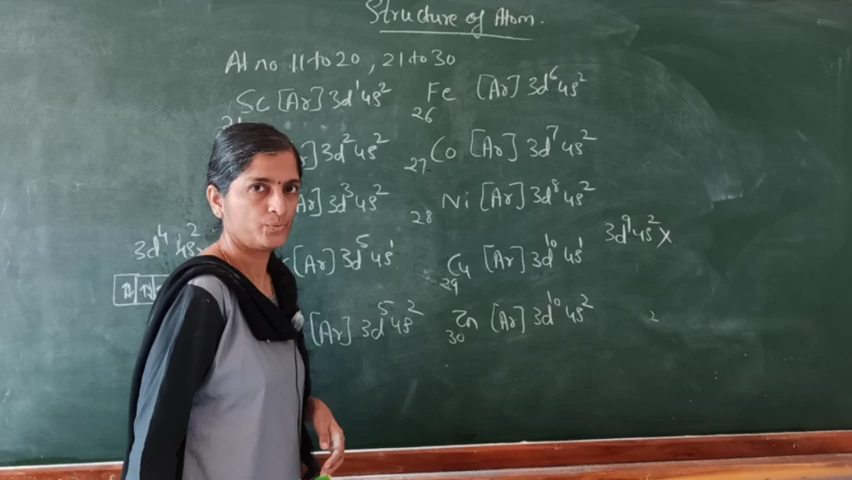 Structure of Atom.
At no 11 to 20, 21 to 30
Sc [Ar] 3d¹4s² Fe [Ar] 3d⁶4s²
21 26
] 3d²4s² 27 Co [Ar] 3d⁷4s²
Ar] 3d³4s² 28 Ni [Ar] 3d⁸4s²
3d⁴4s² [Ar] 3d⁵4s¹ 29 Cu [Ar] 3d¹⁰4s¹ 3d⁹4s² X
[Ar] 3d⁵4s² 30 Zn [Ar] 3d¹⁰4s² 2